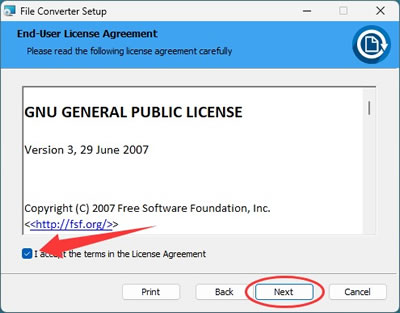 File Converter Setup
End-User License Agreement
Please read the following license agreement carefully
GNU GENERAL PUBLIC LICENSE
Version 3, 29 June 2007
Copyright (C) 2007 Free Software Foundation, Inc.
<<http://fsf.org/>>
I accept the terms in the License Agreement
Print
Back
Next
Cancel